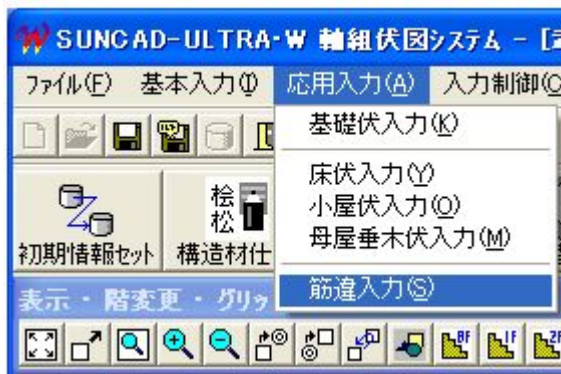 SUNCAD-ULTRA・W 軸組伏図システム - [
ファイル(F) 基本入力(I) 応用入力(A) 入力制御(C
基礎伏入力(K)
床伏入力(Y)
小屋伏入力(O)
母屋垂木伏入力(M)
筋違入力(S)
桧
松
初期情報セット 構造材仕
表示・階変更・グリッ
BF 1F 2F